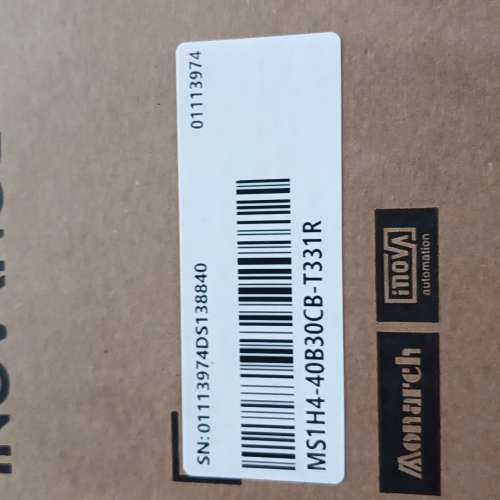 SN: 01113974DS138840
01113974
MS1H4-40B30CB-T331R
Monarch
inova
automation